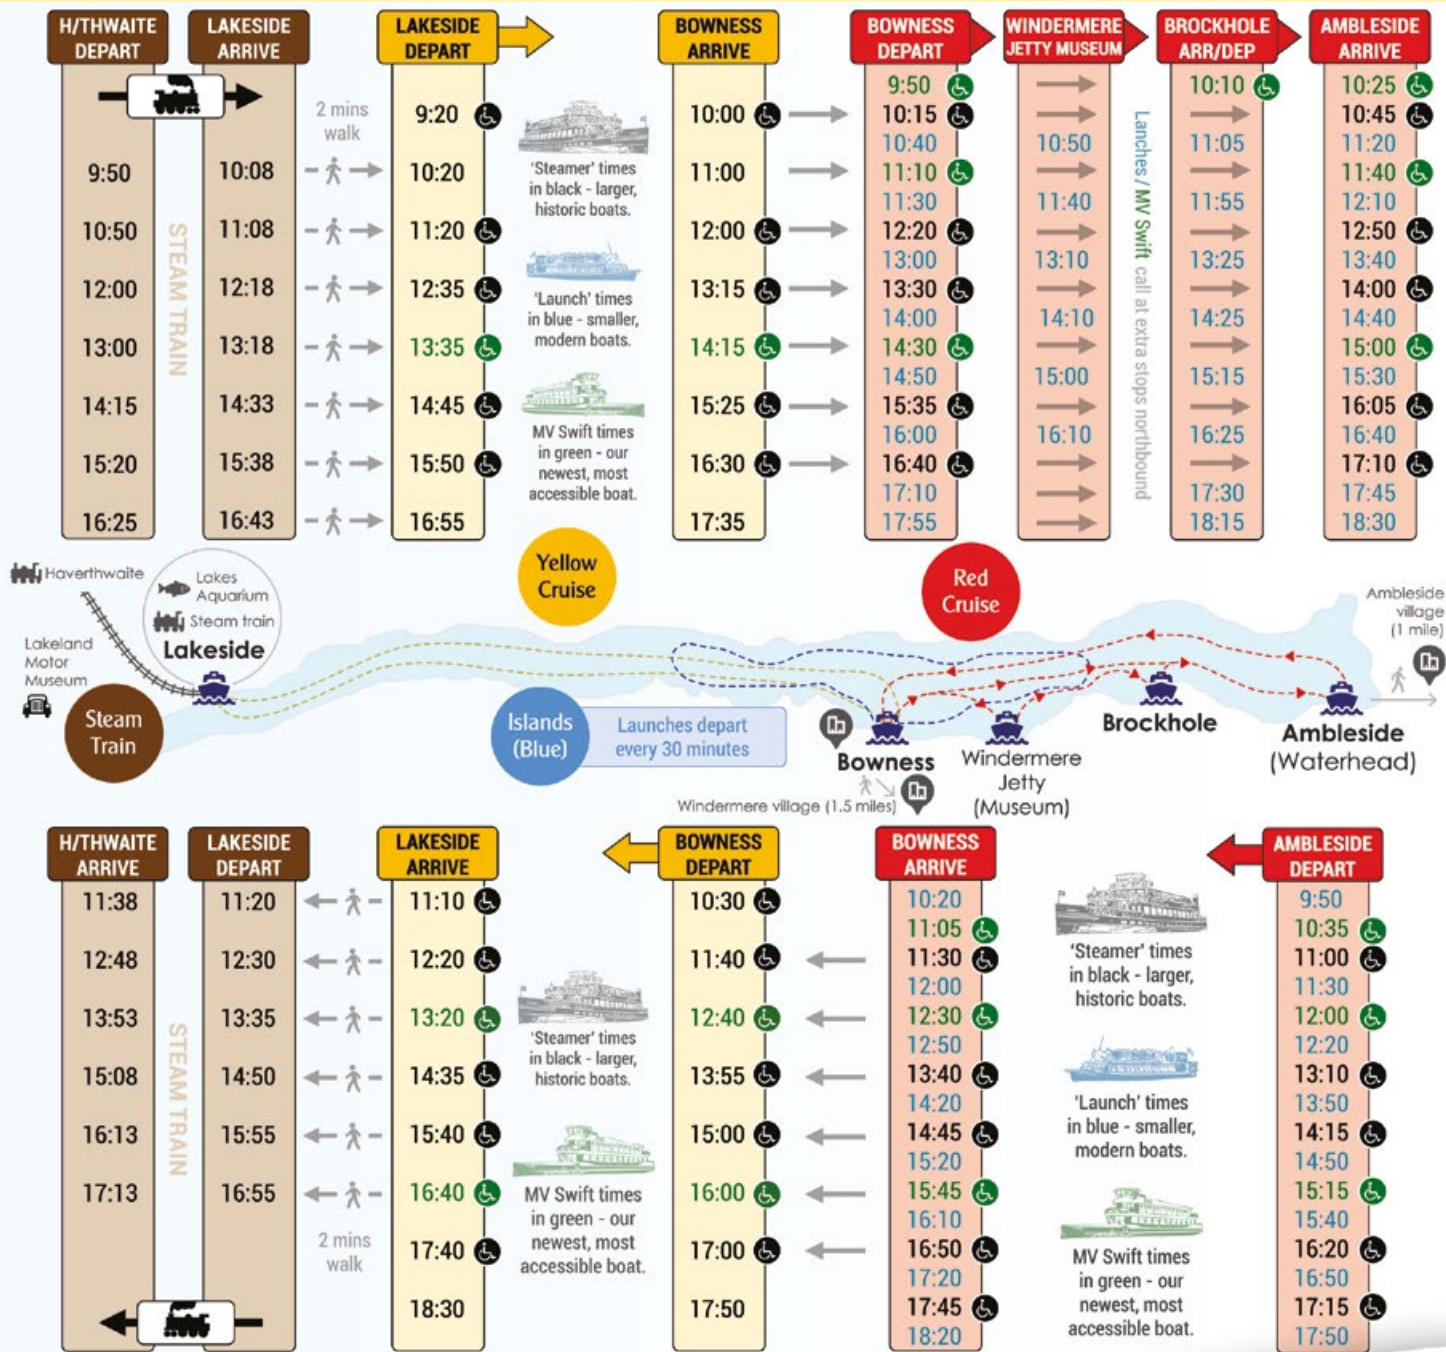 H/THWAITE DEPART
LAKESIDE ARRIVE
LAKESIDE DEPART
BOWNESS ARRIVE
BOWNESS DEPART
WINDERMERE JETTY MUSEUM
BROCKHOLE ARR/DEP
AMBLESIDE ARRIVE
9:50 10:10 10:25
2 mins walk
9:20 10:00 10:15 10:45
10:40 10:50 11:05 11:20
9:50 10:08 10:20 11:00 11:10 11:40
11:30 11:40 11:55 12:10
10:50 11:08 11:20 12:00 12:20 12:50
13:00 13:10 13:25 13:40
12:00 12:18 12:35 13:15 13:30 14:00
14:00 14:10 14:25 14:40
13:00 13:18 13:35 14:15 14:30 15:00
14:50 15:00 15:15 15:30
14:15 14:33 14:45 15:25 15:35 16:05
16:00 16:10 16:25 16:40
15:20 15:38 15:50 16:30 16:40 17:10
17:10 17:30 17:45
16:25 16:43 16:55 17:35 17:55 18:15 18:30
STEAM TRAIN
'Steamer' times
in black - larger,
historic boats.
'Launch' times
in blue - smaller,
modern boats.
MV Swift times
in green - our
newest, most
accessible boat.
Lanches / MV Swift call at extra stops northbound
Yellow
Cruise
Red
Cruise
Haverthwaite
Lakes
Aquarium
Steam train
Lakeside
Lakeland
Motor
Museum
Steam
Train
Islands
(Blue)
Launches depart
every 30 minutes
Bowness
Windermere village (1.5 miles)
Windermere
Jetty
(Museum)
Brockhole
Ambleside
(Waterhead)
Ambleside
village
(1 mile)
H/THWAITE ARRIVE
LAKESIDE DEPART
LAKESIDE ARRIVE
BOWNESS DEPART
BOWNESS ARRIVE
AMBLESIDE DEPART
11:38 11:20 11:10 10:30 10:20 9:50
11:05 10:35
12:48 12:30 12:20 11:40 11:30 11:00
12:00 11:30
13:53 13:35 13:20 12:40 12:30 12:00
12:50 12:20
15:08 14:50 14:35 13:55 13:40 13:10
14:20 13:50
16:13 15:55 15:40 15:00 14:45 14:15
15:20 14:50
17:13 16:55 16:40 16:00 15:45 15:15
16:10 15:40
2 mins walk
17:40 17:00 16:50 16:20
17:20 16:50
18:30 17:50 17:45 17:15
18:20 17:50
STEAM TRAIN
'Steamer' times
in black - larger,
historic boats.
MV Swift times
in green - our
newest, most
accessible boat.
'Steamer' times
in black - larger,
historic boats.
'Launch' times
in blue - smaller,
modern boats.
MV Swift times
in green - our
newest, most
accessible boat.